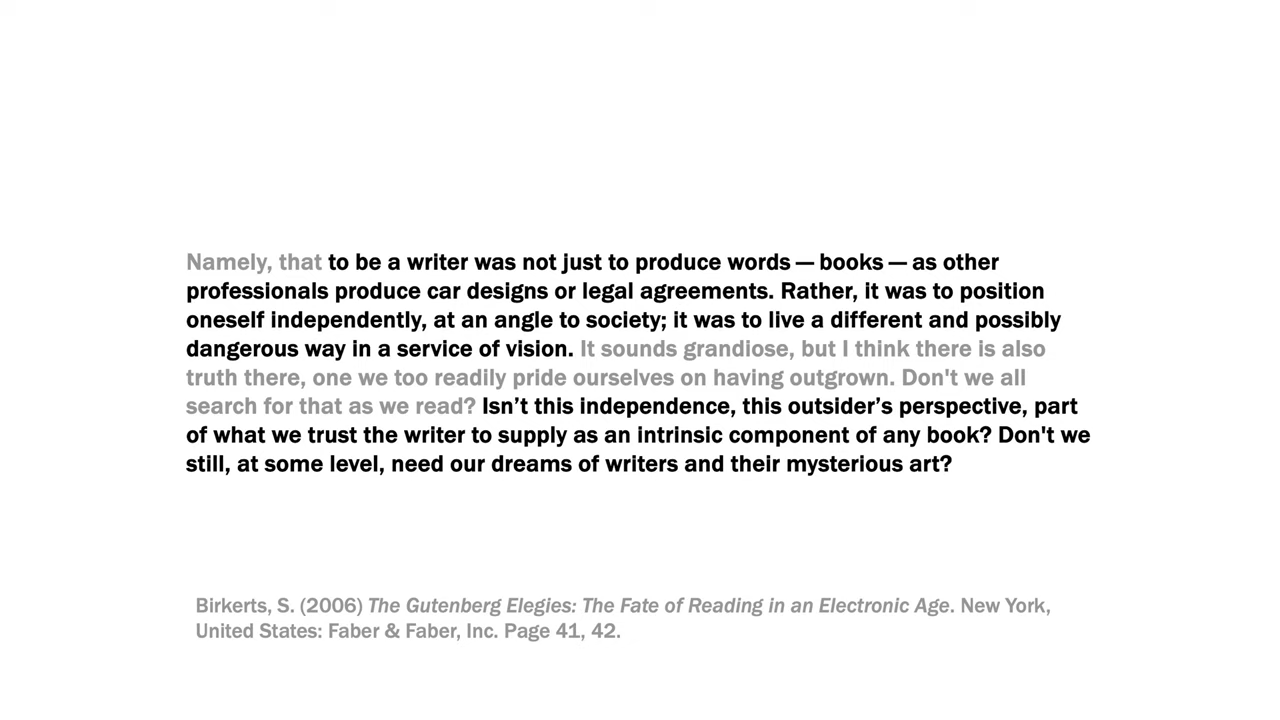 Namely, that to be a writer was not just to produce words — books — as other
professionals produce car designs or legal agreements. Rather, it was to position
oneself independently, at an angle to society; it was to live a different and possibly
dangerous way in a service of vision. It sounds grandiose, but I think there is also
truth there, one we too readily pride ourselves on having outgrown. Don't we all
search for that as we read? Isn’t this independence, this outsider’s perspective, part
of what we trust the writer to supply as an intrinsic component of any book? Don't we
still, at some level, need our dreams of writers and their mysterious art?
Birkerts, S. (2006) The Gutenberg Elegies: The Fate of Reading in an Electronic Age. New York,
United States: Faber & Faber, Inc. Page 41, 42.